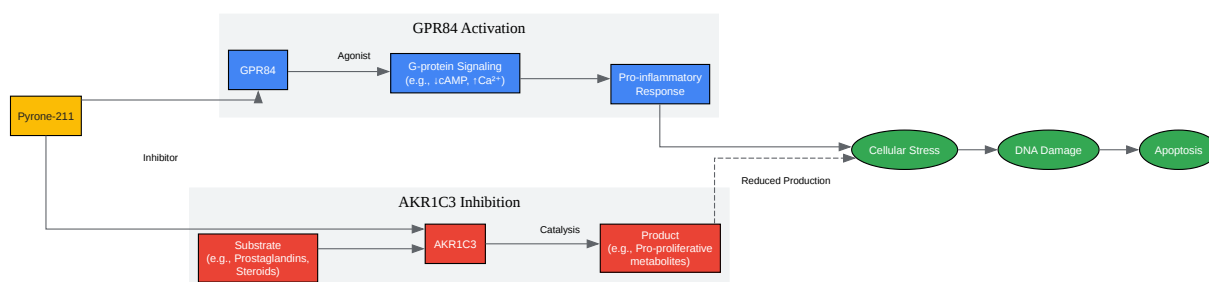 GPR84 Activation
Agonist
GPR84
G-protein Signaling
(e.g., ↓cAMP, ↑Ca²⁺)
Pro-inflammatory
Response
Pyrone-211
Inhibitor
Cellular Stress
DNA Damage
Apoptosis
Reduced Production
AKR1C3 Inhibition
Substrate
(e.g., Prostaglandins,
Steroids)
AKR1C3
Catalysis
Product
(e.g., Pro-proliferative
metabolites)